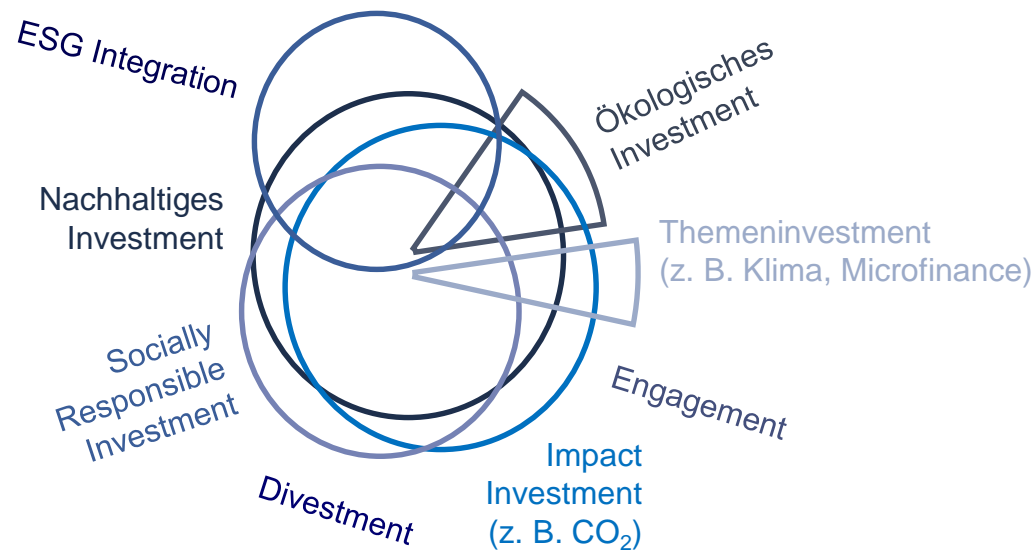 ESG Integration
Ökologisches
Investment
Nachhaltiges
Investment
Themeninvestment
(z. B. Klima, Microfinance)
Socially
Responsible
Investment
Engagement
Impact
Investment
(z. B. CO₂)
Divestment